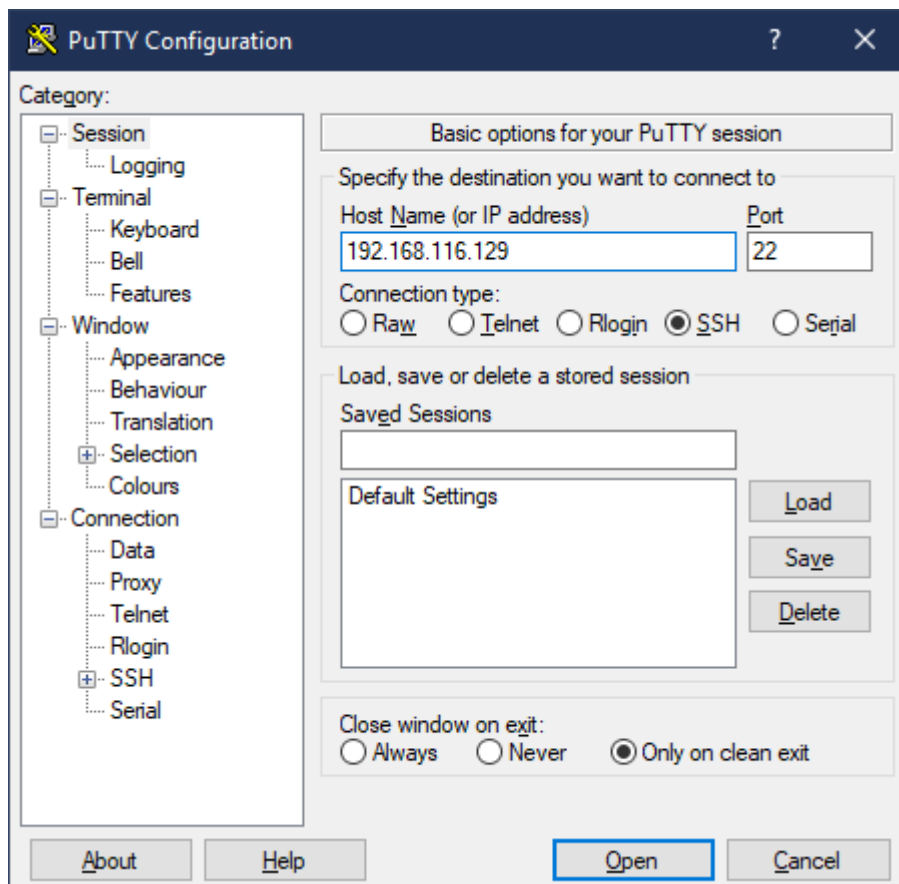 PuTTY Configuration
?
Category:
Session
Logging
Terminal
Keyboard
Bell
Features
Window
Appearance
Behaviour
Translation
Selection
Colours
Connection
Data
Proxy
Telnet
Rlogin
SSH
Serial
Basic options for your PuTTY session
Specify the destination you want to connect to
Host Name (or IP address) Port
192.168.116.129 22
Connection type:
Raw Telnet Rlogin SSH Serial
Load, save or delete a stored session
Saved Sessions
Default Settings
Load
Save
Delete
Close window on exit:
Always Never Only on clean exit
About Help Open Cancel